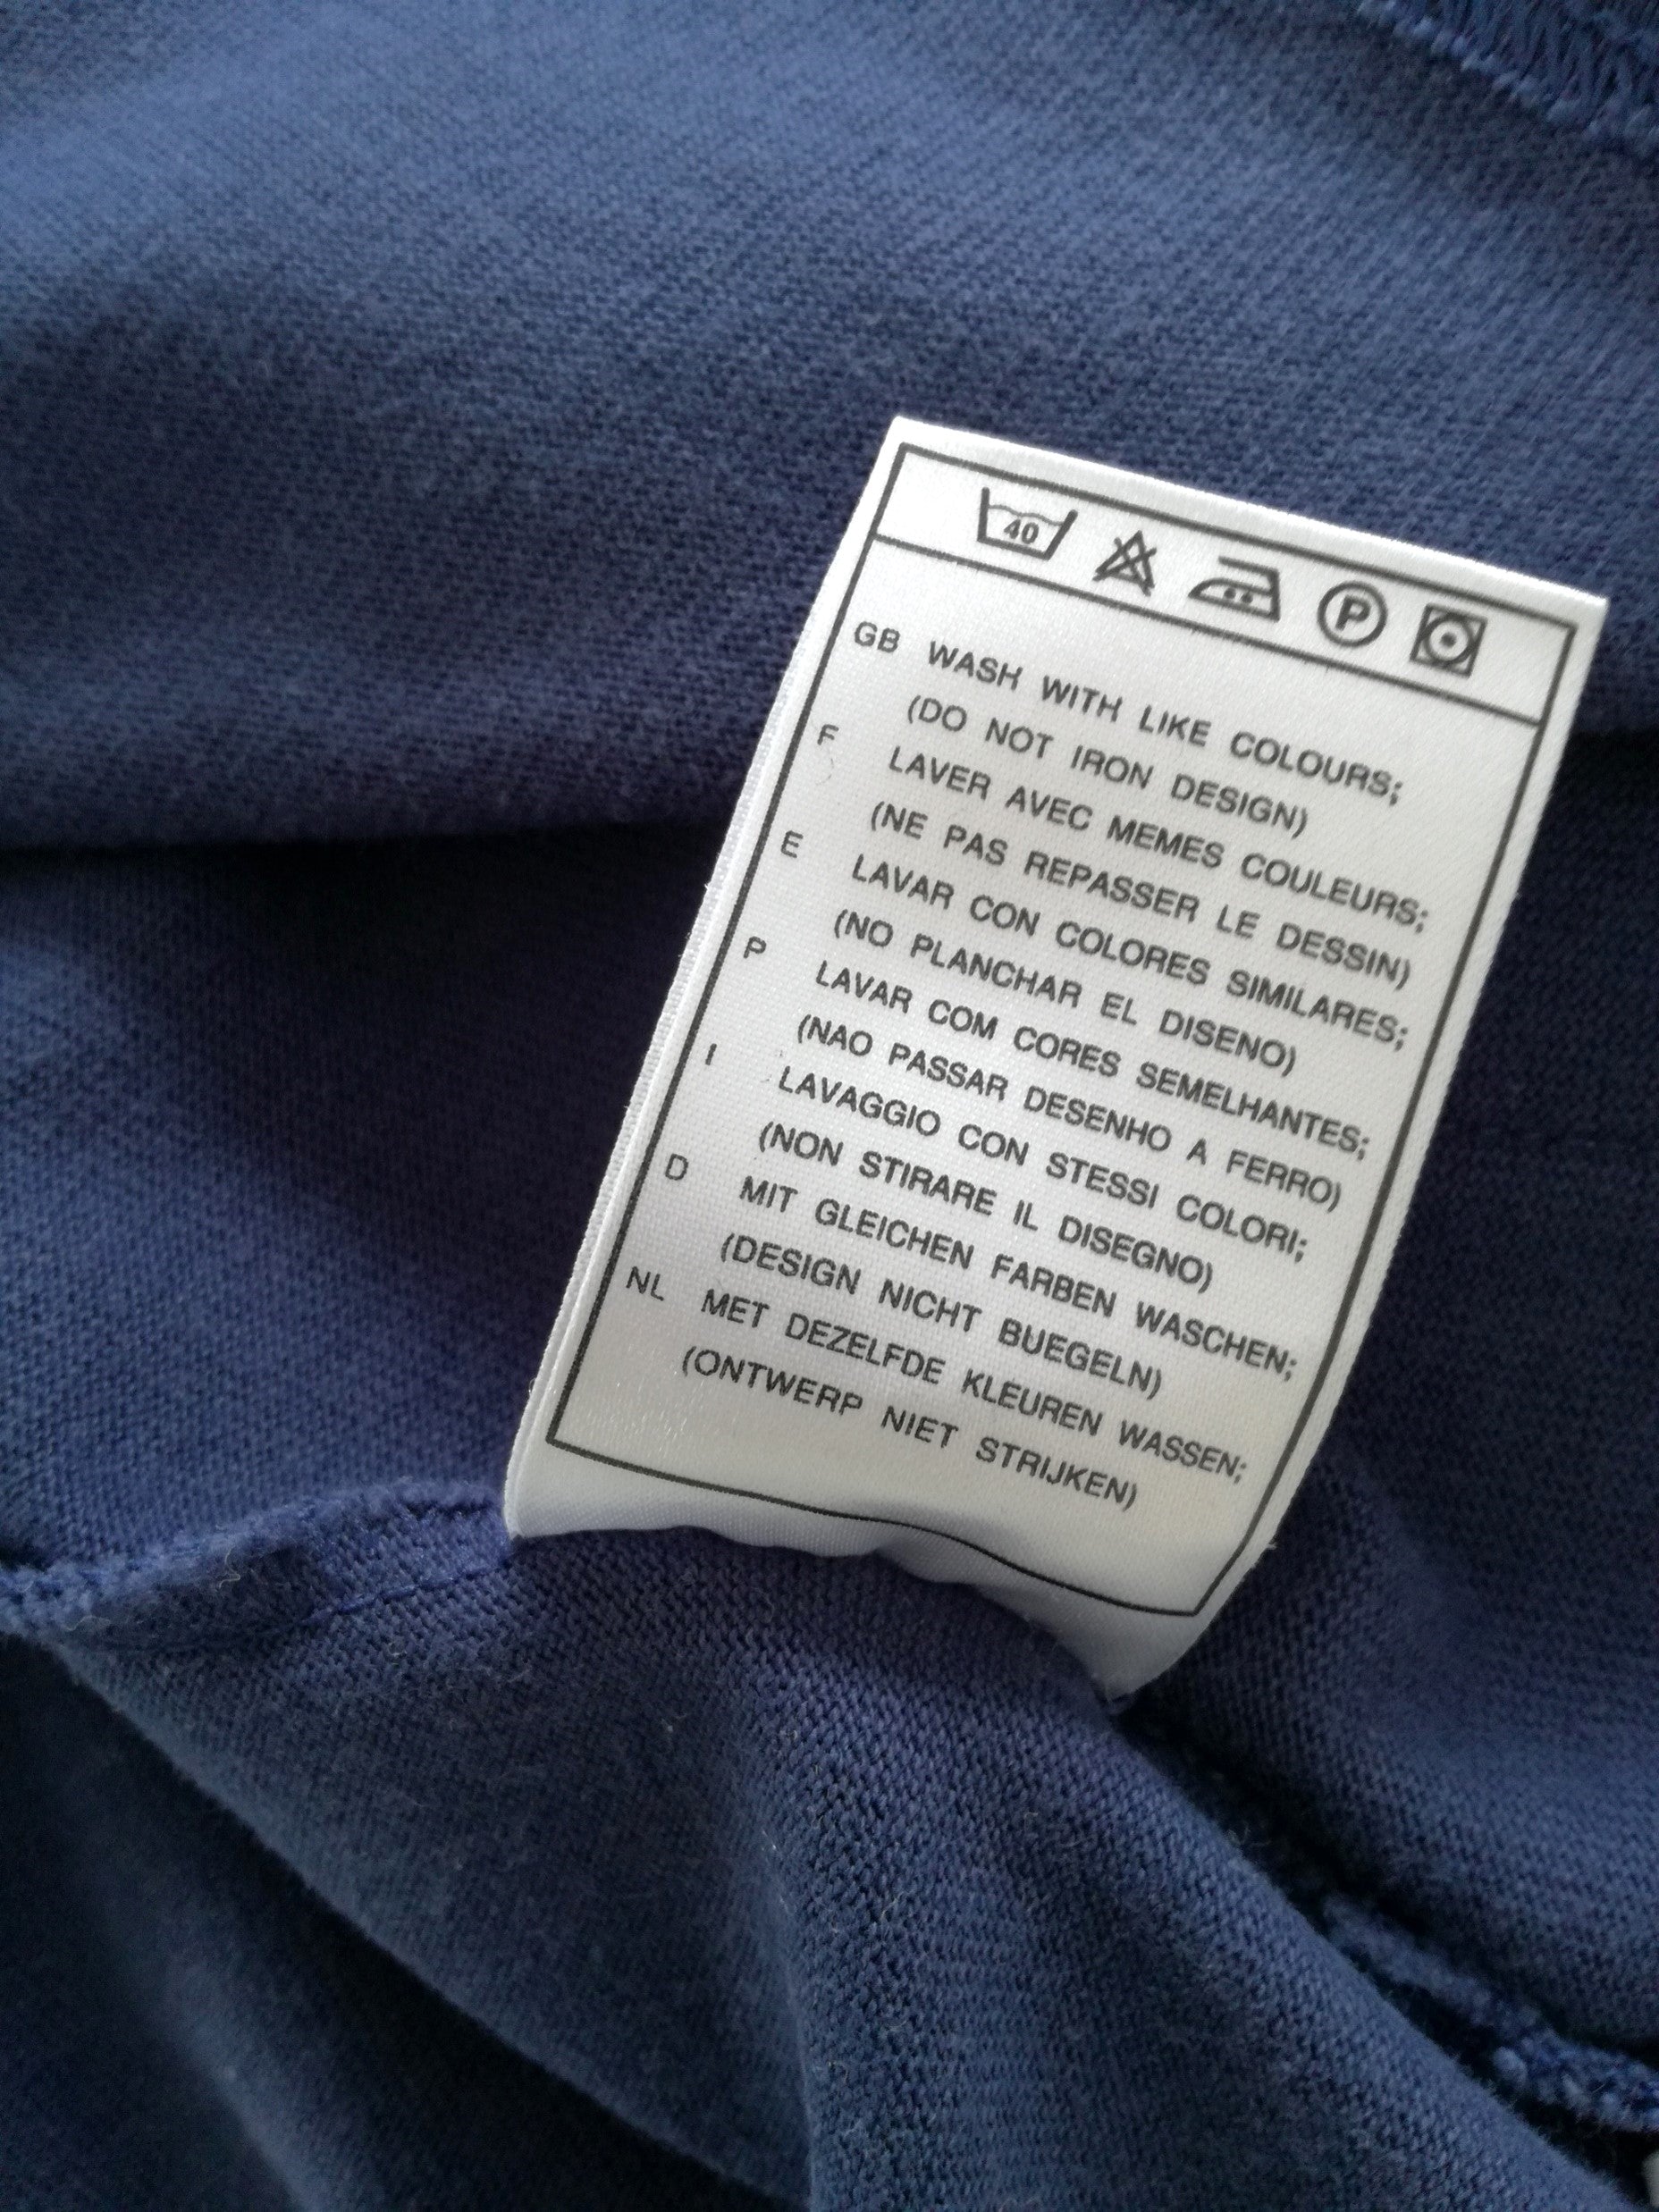 40 P
GB WASH WITH LIKE COLOURS;
(DO NOT IRON DESIGN)
F LAVER AVEC MEMES COULEURS;
(NE PAS REPASSER LE DESSIN)
E LAVAR CON COLORES SIMILARES;
(NO PLANCHAR EL DISENO)
P LAVAR COM CORES SEMELHANTES;
(NAO PASSAR DESENHO A FERRO)
I LAVAGGIO CON STESSI COLORI;
(NON STIRARE IL DISEGNO)
D MIT GLEICHEN FARBEN WASCHEN;
(DESIGN NICHT BUEGELN)
NL MET DEZELFDE KLEUREN WASSEN;
(ONTWERP NIET STRIJKEN)